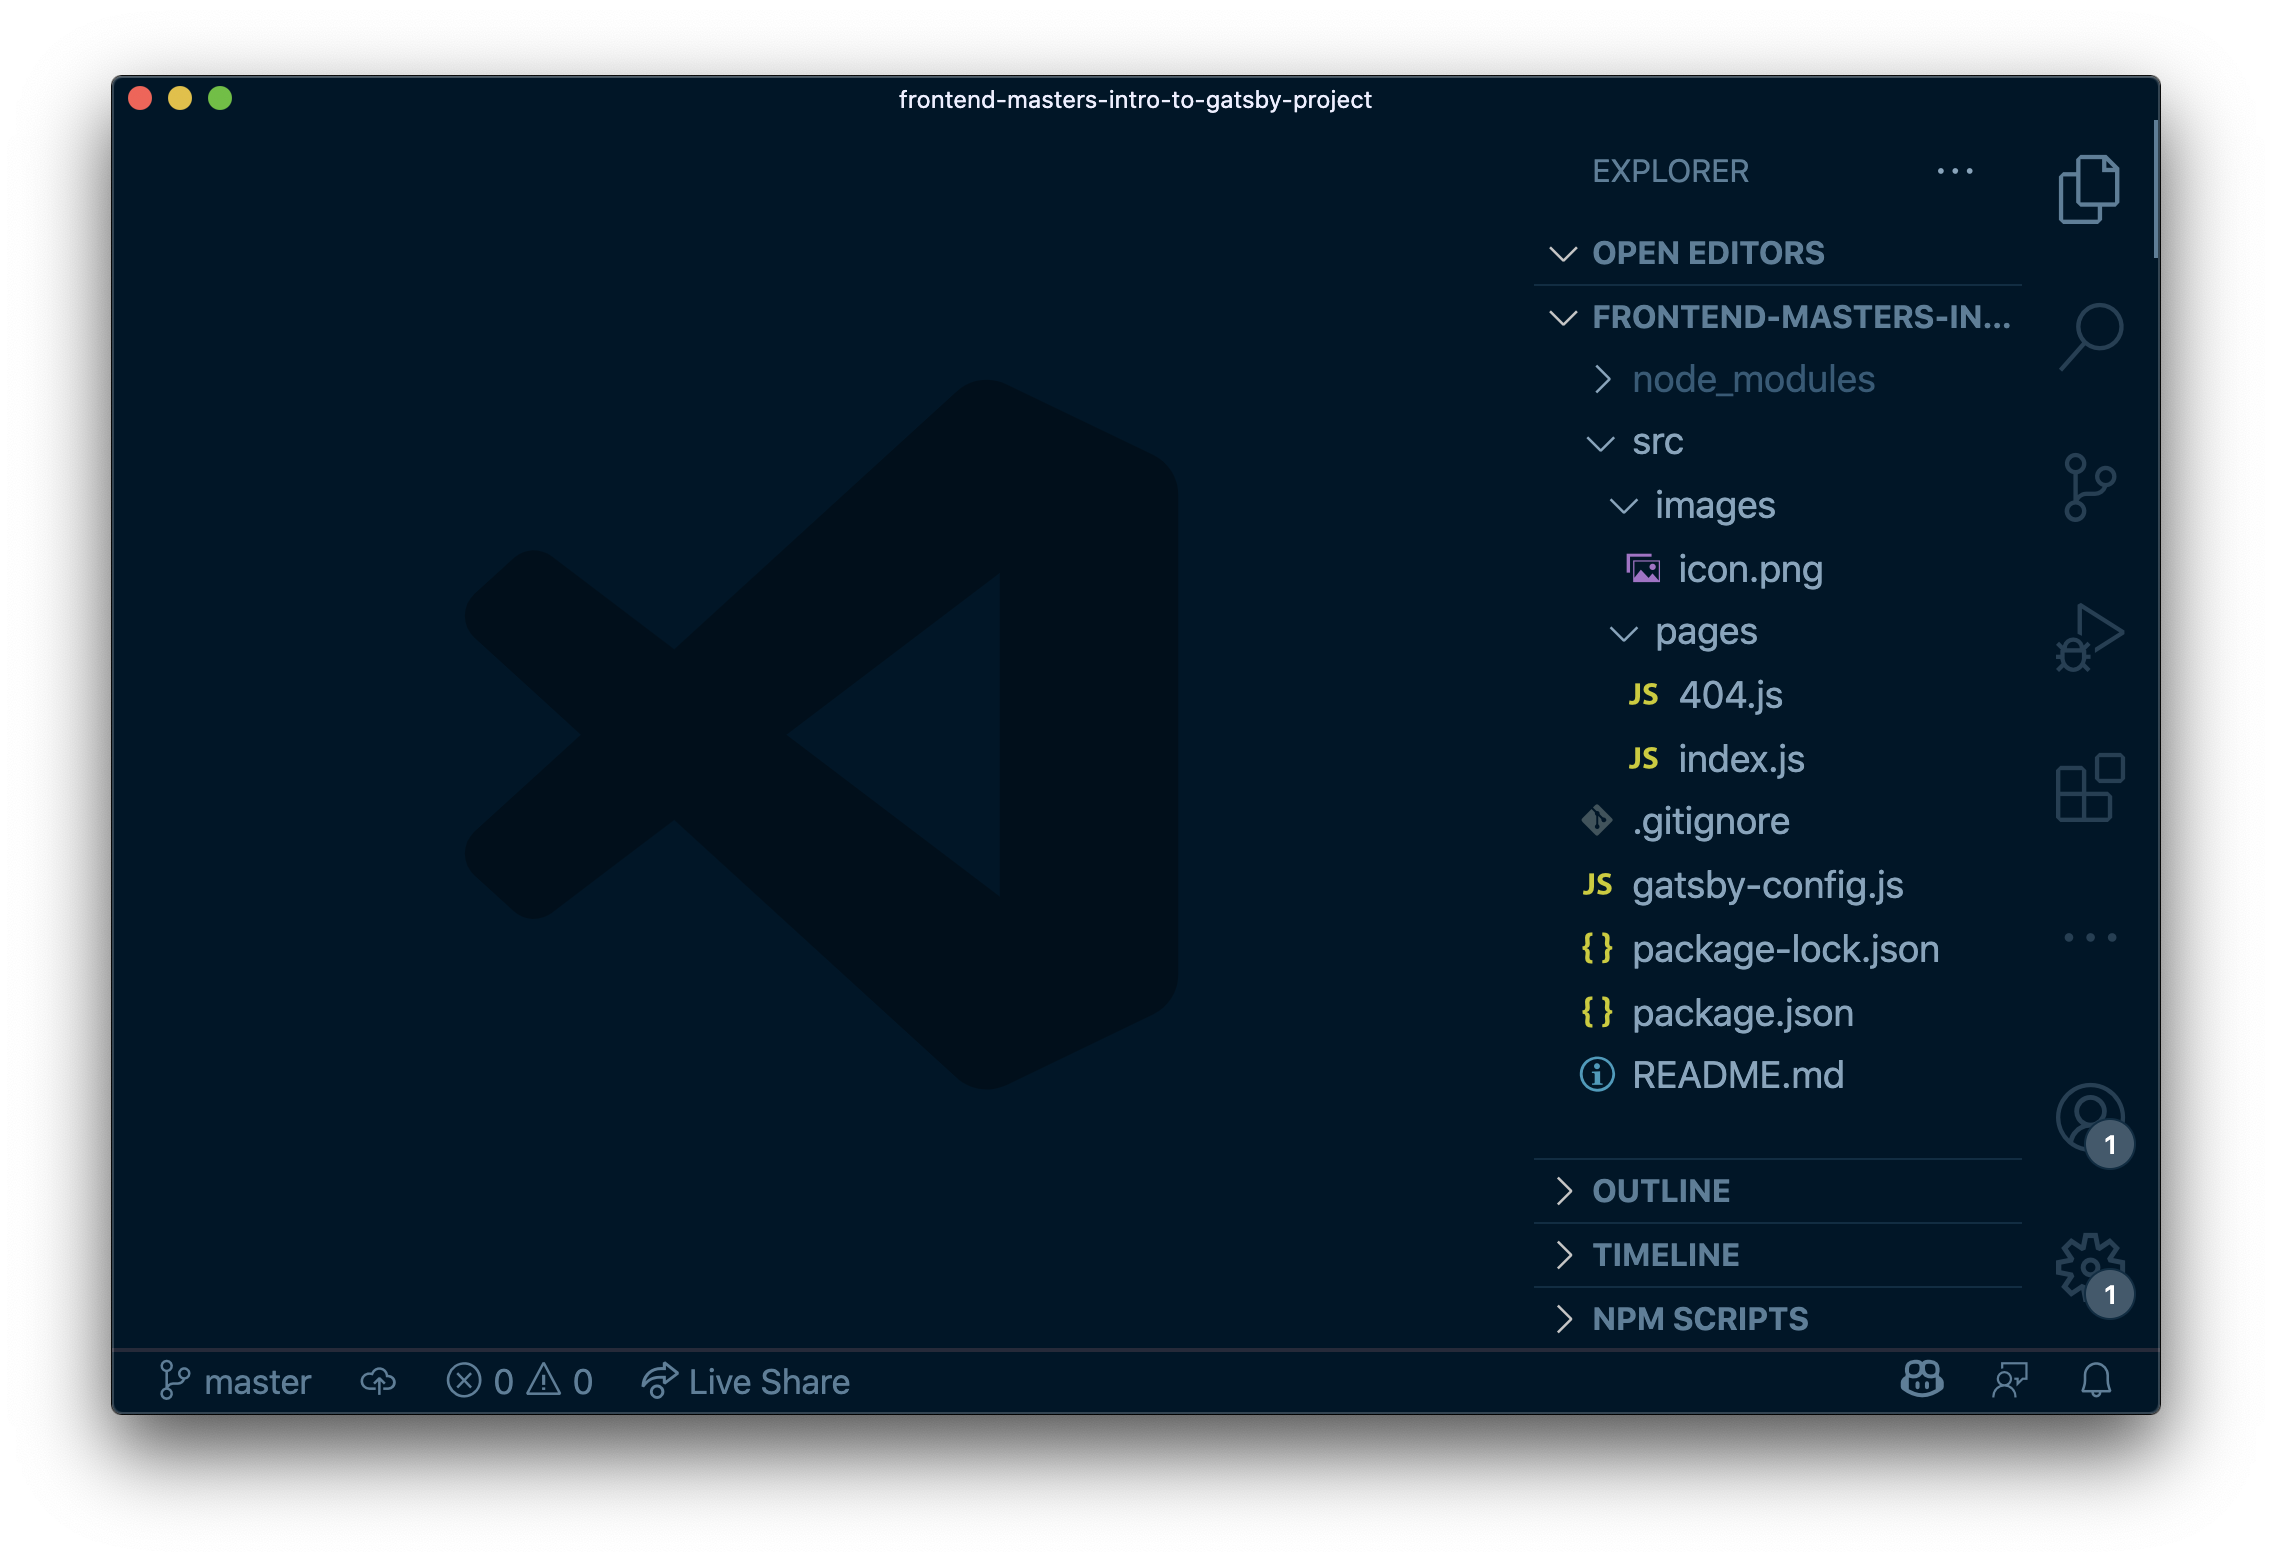 frontend-masters-intro-to-gatsby-project
EXPLORER
OPEN EDITORS
FRONTEND-MASTERS-IN...
node_modules
src
images
icon.png
pages
JS 404.js
JS index.js
.gitignore
JS gatsby-config.js
{} package-lock.json
{} package.json
README.md
1
OUTLINE
TIMELINE
1
NPM SCRIPTS
master 0 0 Live Share